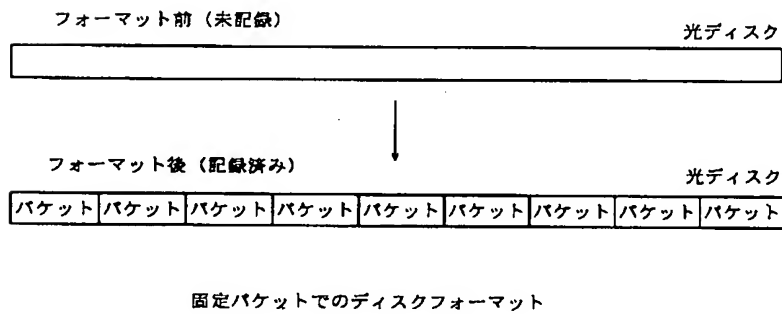 フォーマット前（未記録）
光ディスク
フォーマット後（記録済み）
光ディスク
パケット パケット パケット パケット パケット パケット パケット パケット パケット
固定パケットでのディスクフォーマット